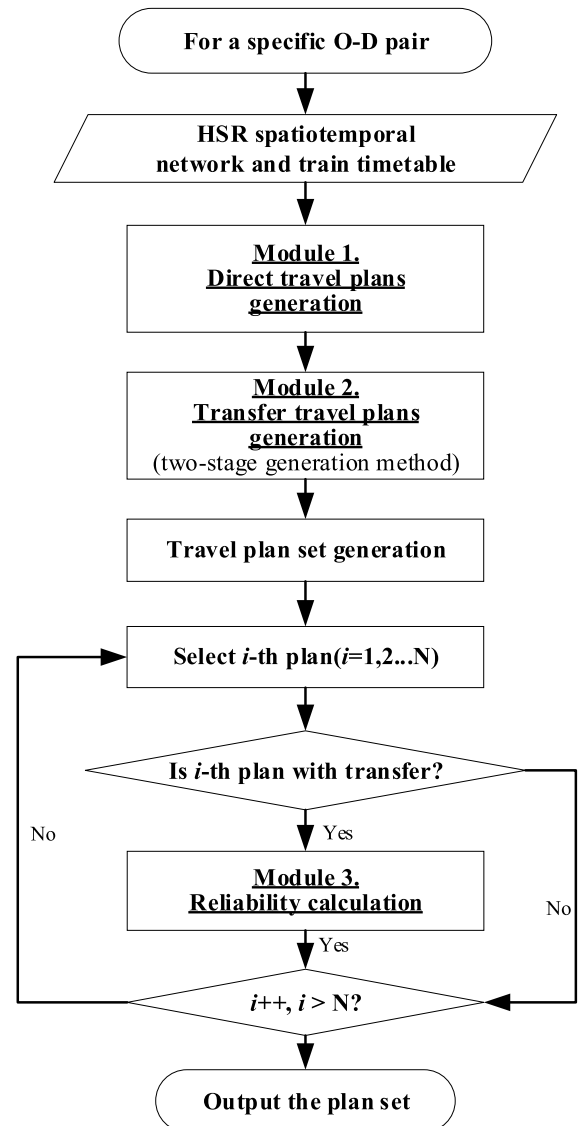 For a specific O-D pair
HSR spatiotemporal
network and train timetable
Module 1.
Direct travel plans
generation
Module 2.
Transfer travel plans
generation
(two-stage generation method)
Travel plan set generation
Select i-th plan(i=1,2...N)
Is i-th plan with transfer?
No
Yes
Module 3.
Reliability calculation
No
Yes
i++, i > N?
Output the plan set